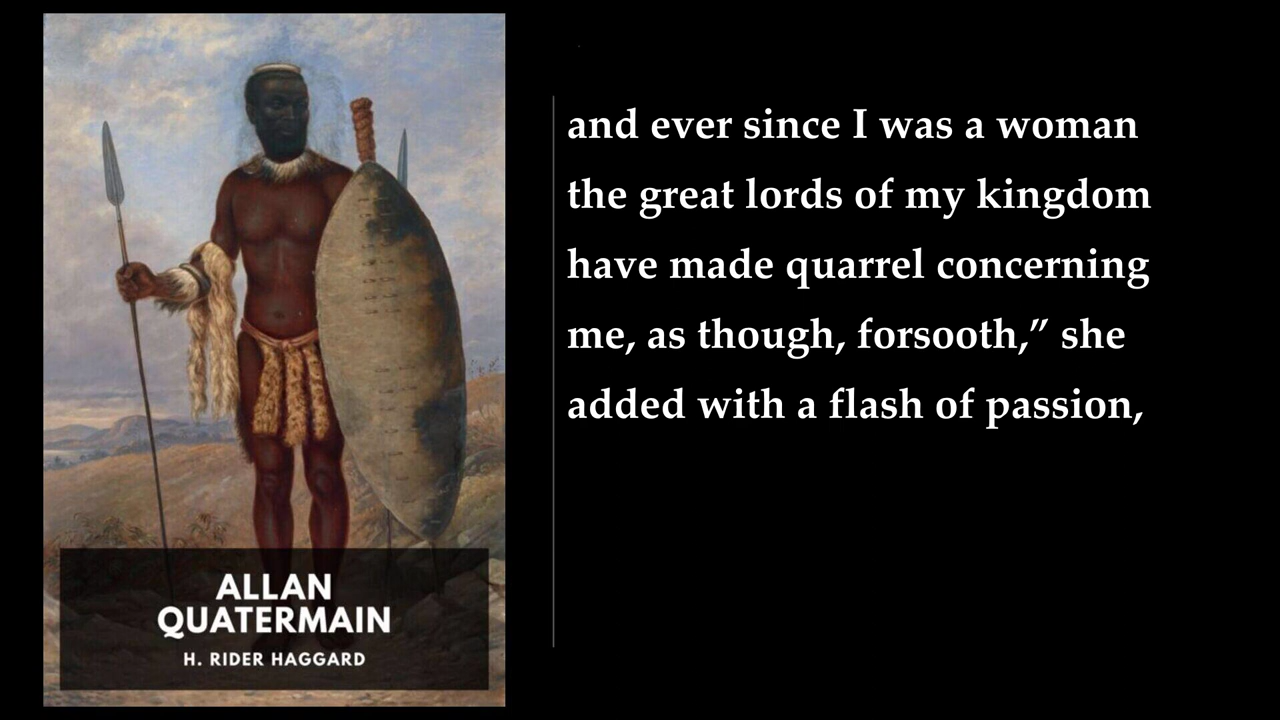 ALLAN
QUATERMAIN
H. RIDER HAGGARD
and ever since I was a woman
the great lords of my kingdom
have made quarrel concerning
me, as though, forsooth,” she
added with a flash of passion,